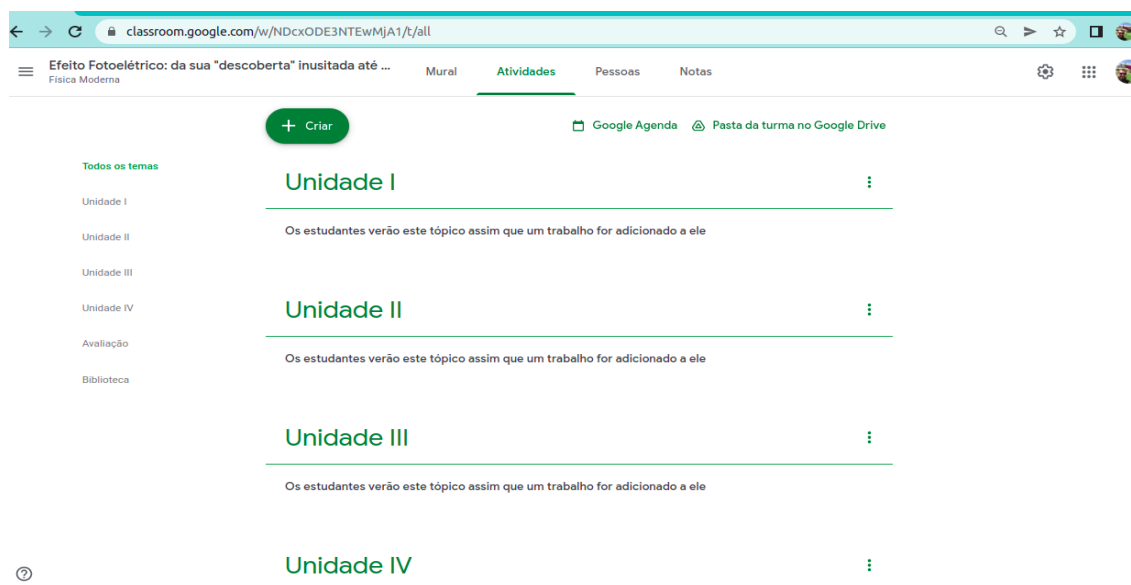 classroom.google.com/w/NDcxODE3NTEwMjA1/t/all
Efeito Fotoelétrico: da sua "descoberta" inusitada até ...
Física Moderna
Mural
Atividades
Pessoas
Notas
Criar
Google Agenda
Pasta da turma no Google Drive
Todos os temas
Unidade I
Unidade II
Unidade III
Unidade IV
Avaliação
Biblioteca
Unidade I
Os estudantes verão este tópico assim que um trabalho for adicionado a ele
Unidade II
Os estudantes verão este tópico assim que um trabalho for adicionado a ele
Unidade III
Os estudantes verão este tópico assim que um trabalho for adicionado a ele
Unidade IV